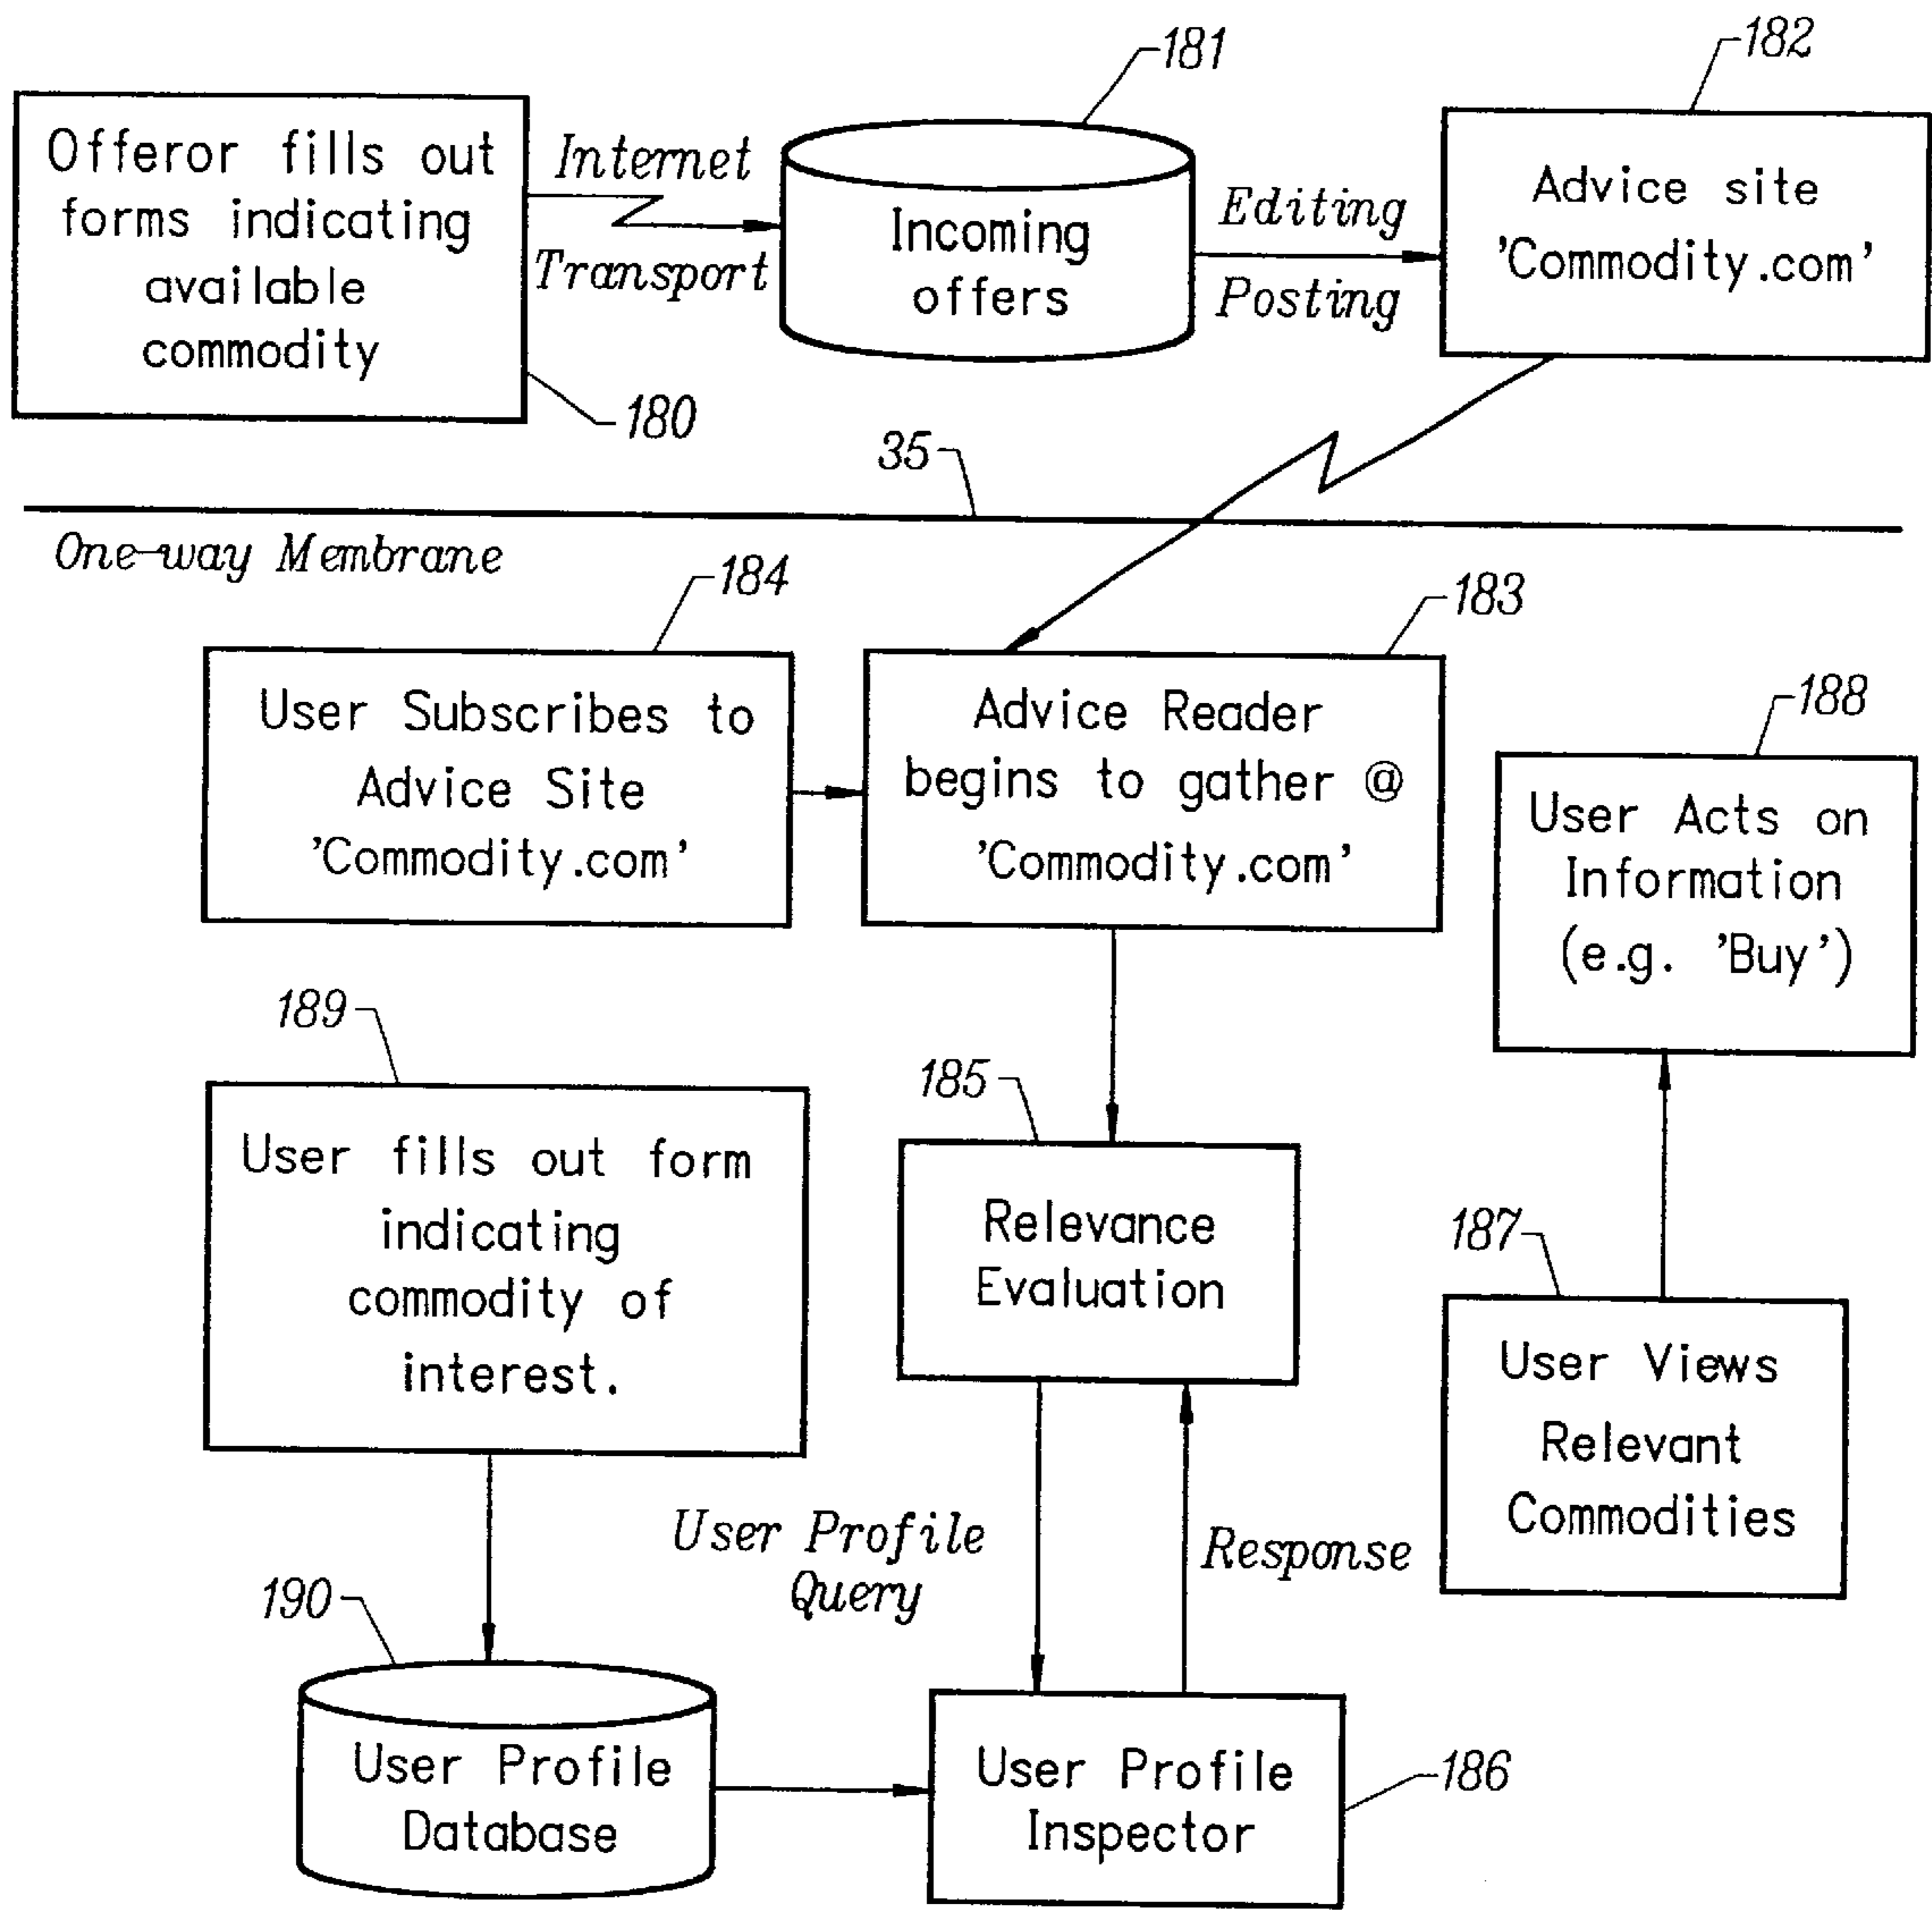 181
182
Offeror fills out
forms indicating
available
commodity
Internet
Transport
Incoming
offers
Editing
Posting
Advice site
'Commodity.com'
180
35
One-way Membrane
184
183
User Subscribes to
Advice Site
'Commodity.com'
Advice Reader
begins to gather @
'Commodity.com'
188
User Acts on
Information
(e.g. 'Buy')
189
185
User fills out form
indicating
commodity of
interest.
Relevance
Evaluation
187
User Views
Relevant
Commodities
User Profile
Query
Response
190
User Profile
Database
User Profile
Inspector
186